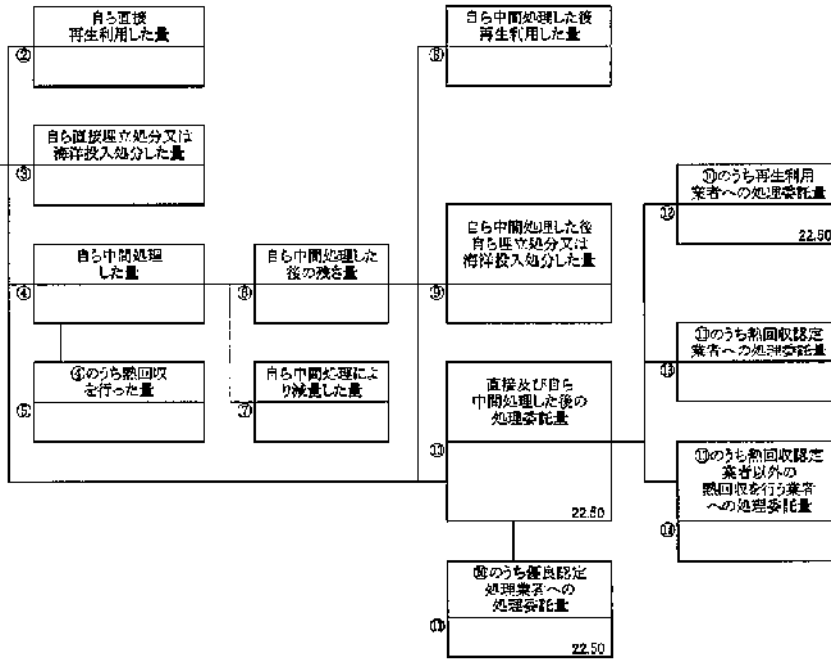 自ら直接
再生利用した量
②
自ら直接埋立処分又は
海洋投入処分した量
③
自ら中間処理
した量
④
④のうち熱回収
を行った量
⑤
自ら中間処理した
後の残さ量
⑥
自ら中間処理によ
り減量した量
⑦
自ら中間処理した後
再生利用した量
⑧
自ら中間処理した後
自ら埋立処分又は
海洋投入処分した量
⑨
直接及び自ら
中間処理した後の
処理委託量
⑩
22.50
⑩のうち優良認定
処理業者への
処理委託量
⑪
22.50
⑩のうち再生利用
業者への処理委託量
⑫
22.50
⑩のうち熱回収認定
業者への処理委託量
⑬
⑩のうち熱回収認定
業者以外の
熱回収を行う業者
への処理委託量
⑭